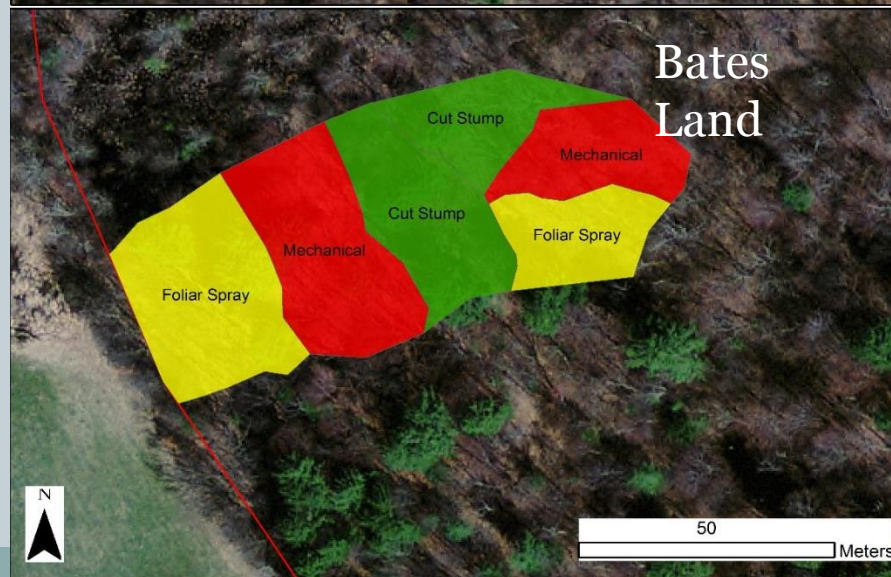 Bates
Land
Cut Stump
Mechanical
Cut Stump
Foliar Spray
Mechanical
Foliar Spray
N
50
Meters